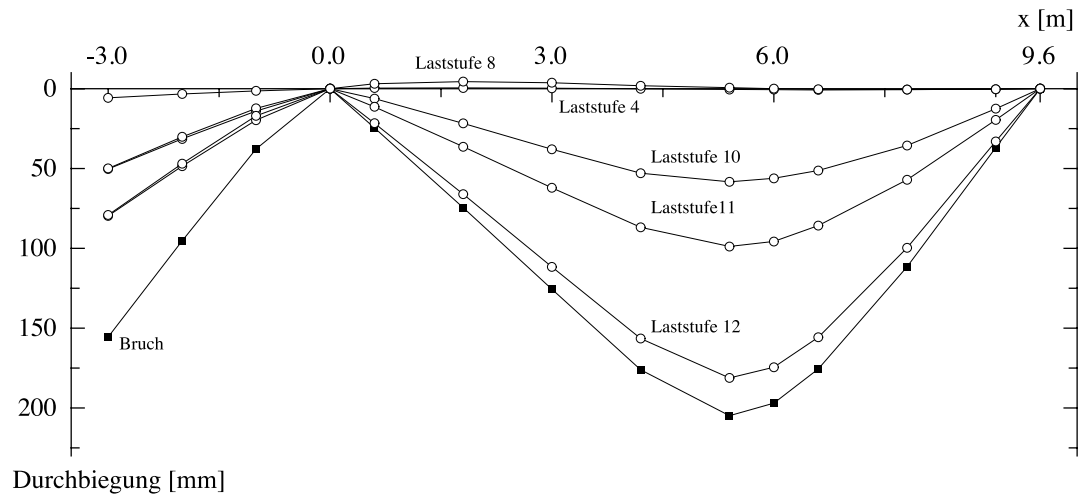 x [m]
-3.0 0.0 3.0 6.0 9.6
Laststufe 8
0
Laststufe 4
50
Laststufe 10
Laststufe11
100
150
Laststufe 12
Bruch
200
Durchbiegung [mm]